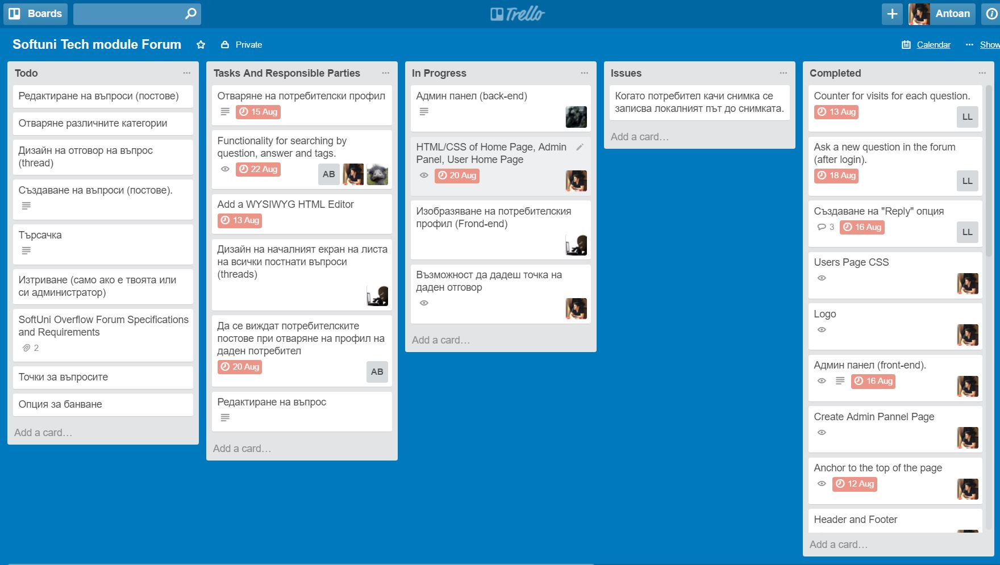 Boards
Trello
Antoan
Softuni Tech module Forum
Private
Calendar
Show
Todo
Редактиране на въпроси (постове)
Отваряне различните категории
Дизайн на отговор на въпрос
(thread)
Създаване на въпроси (постове).
Търсачка
Изтриване (само ако е твоята или
си администратор)
SoftUni Overflow Forum Specifications
and Requirements
2
Точки за въпросите
Опция за банване
Add a card…
Tasks And Responsible Parties
Отваряне на потребителски профил
15 Aug
Functionality for searching by
question, answer and tags.
22 Aug
AB
Add a WYSIWYG HTML Editor
13 Aug
Дизайн на началният екран на листа
на всички постнати въпроси
(threads)
Да се виждат потребителските
постове при отваряне на профил на
даден потребител
20 Aug
AB
Редактиране на въпрос
Add a card…
In Progress
Админ панел (back-end)
HTML/CSS of Home Page, Admin
Panel, User Home Page
20 Aug
Изобразяване на потребителския
профил (Frond-end)
Възможност да дадеш точка на
даден отговор
Add a card…
Issues
Когато потребител качи снимка се
записва локалният път до снимката.
Add a card…
Completed
Counter for visits for each question.
13 Aug
LL
Ask a new question in the forum
(after login).
18 Aug
LL
Създаване на "Reply" опция
3
16 Aug
LL
Users Page CSS
Logo
Админ панел (front-end).
16 Aug
Create Admin Pannel Page
Anchor to the top of the page
12 Aug
Header and Footer
Add a card…